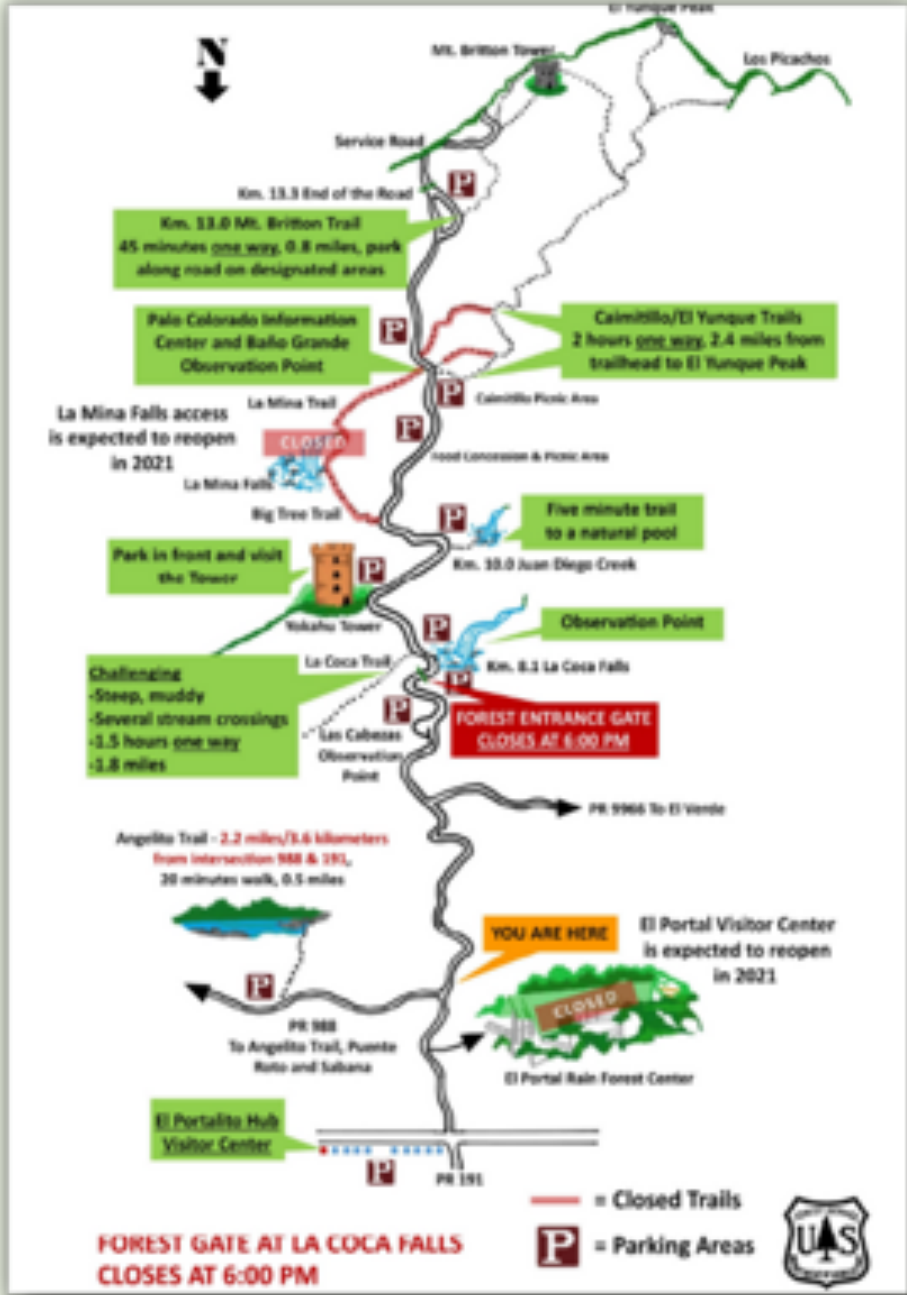 El Yunque Peak
N
Mt. Britton Tower
Los Picachos
Service Road
P
Km. 13.3 End of the Road
Km. 13.0 Mt. Britton Trail
45 minutes one way, 0.8 miles, park
along road on designated areas
Palo Colorado Information
Center and Baño Grande
Observation Point
P
Caimitillo/El Yunque Trails
2 hours one way, 2.4 miles from
trailhead to El Yunque Peak
La Mina Trail
P
Caimitillo Picnic Area
La Mina Falls access
is expected to reopen
in 2021
CLOSED
P
Food Concession & Picnic Area
La Mina Falls
Big Tree Trail
P
Five minute trail
to a natural pool
Park in front and visit
the Tower
P
Km. 10.0 Juan Diego Creek
Yokahu Tower
P
Observation Point
La Coca Trail
Km. 8.1 La Coca Falls
P
Challenging
-Steep, muddy
-Several stream crossings
-1.5 hours one way
-1.8 miles
P
Las Cabezas
Observation
Point
FOREST ENTRANCE GATE
CLOSES AT 6:00 PM
PR 9966 To El Verde
Angelito Trail - 2.2 miles/3.6 kilometers
from intersection 988 & 191,
20 minutes walk, 0.5 miles
YOU ARE HERE
El Portal Visitor Center
is expected to reopen
in 2021
CLOSED
P
PR 988
To Angelito Trail, Puente
Roto and Sabana
El Portal Rain Forest Center
El Portalito Hub
Visitor Center
P
PR 191
= Closed Trails
P = Parking Areas
FOREST GATE AT LA COCA FALLS
CLOSES AT 6:00 PM
US